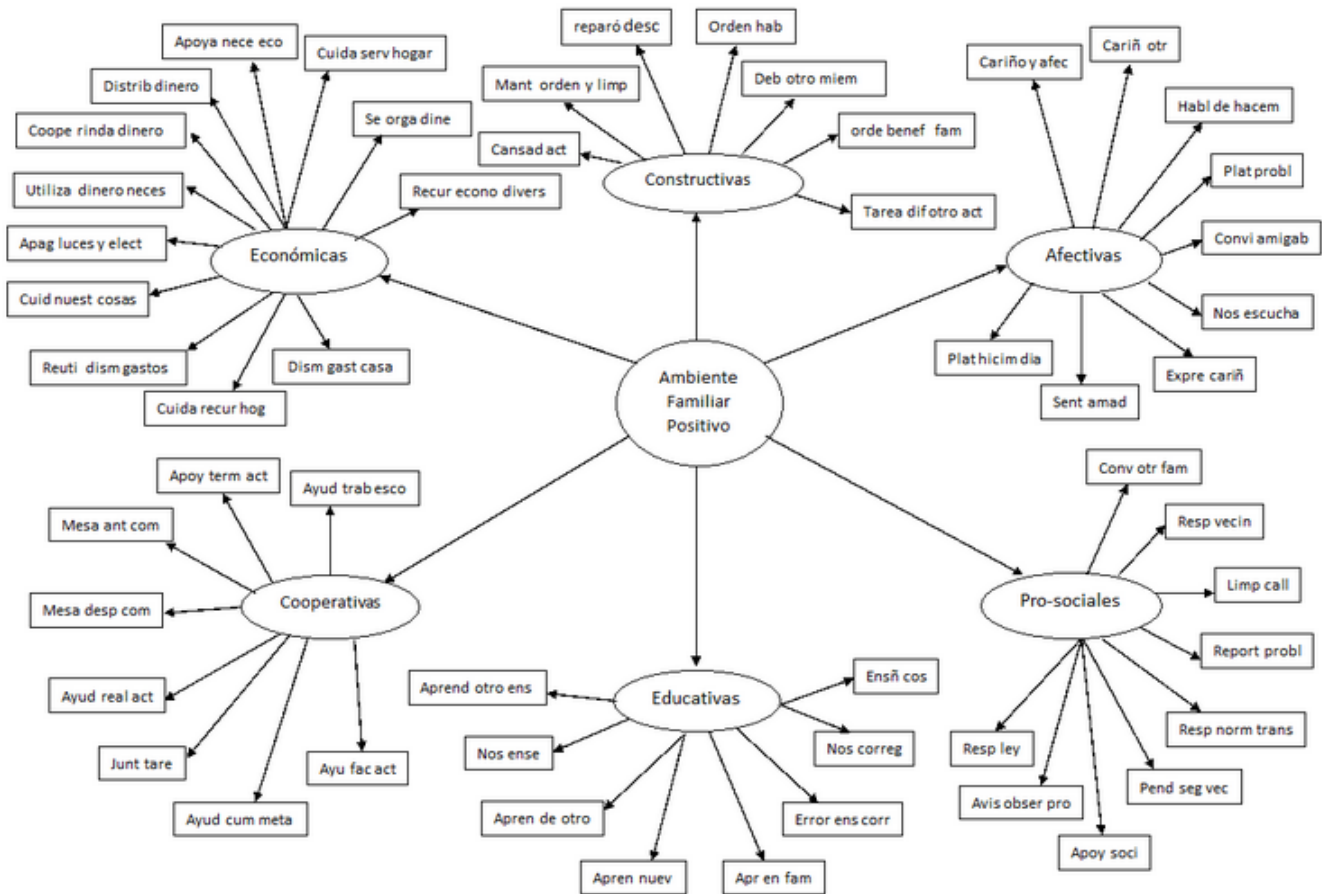 reparó desc
Orden hab
Apoya nece eco
Cuida serv hogar
Cariño y afec
Cariñ otr
Distrib dinero
Mant orden y limp
Deb otro miem
Habl de hacem
Coope rinda dinero
Se orga dine
Cansad act
orde benef fam
Plat probl
Utiliza dinero neces
Recur econo divers
Constructivas
Tarea dif otro act
Apag luces y elect
Económicas
Afectivas
Convi amigab
Cuid nuest cosas
Nos escucha
Reuti dism gastos
Dism gast casa
Plat hicim dia
Expre cariñ
Cuida recur hog
Sent amad
Ambiente
Familiar
Positivo
Apoy term act
Ayud trab esco
Conv otr fam
Mesa ant com
Resp vecin
Mesa desp com
Cooperativas
Pro-sociales
Limp call
Report probl
Ayud real act
Aprend otro ens
Educativas
Ensñ cos
Resp norm trans
Junt tare
Ayu fac act
Nos ense
Nos correg
Resp ley
Pend seg vec
Ayud cum meta
Apren de otro
Error ens corr
Avis obser pro
Apren nuev
Apr en fam
Apoy soci